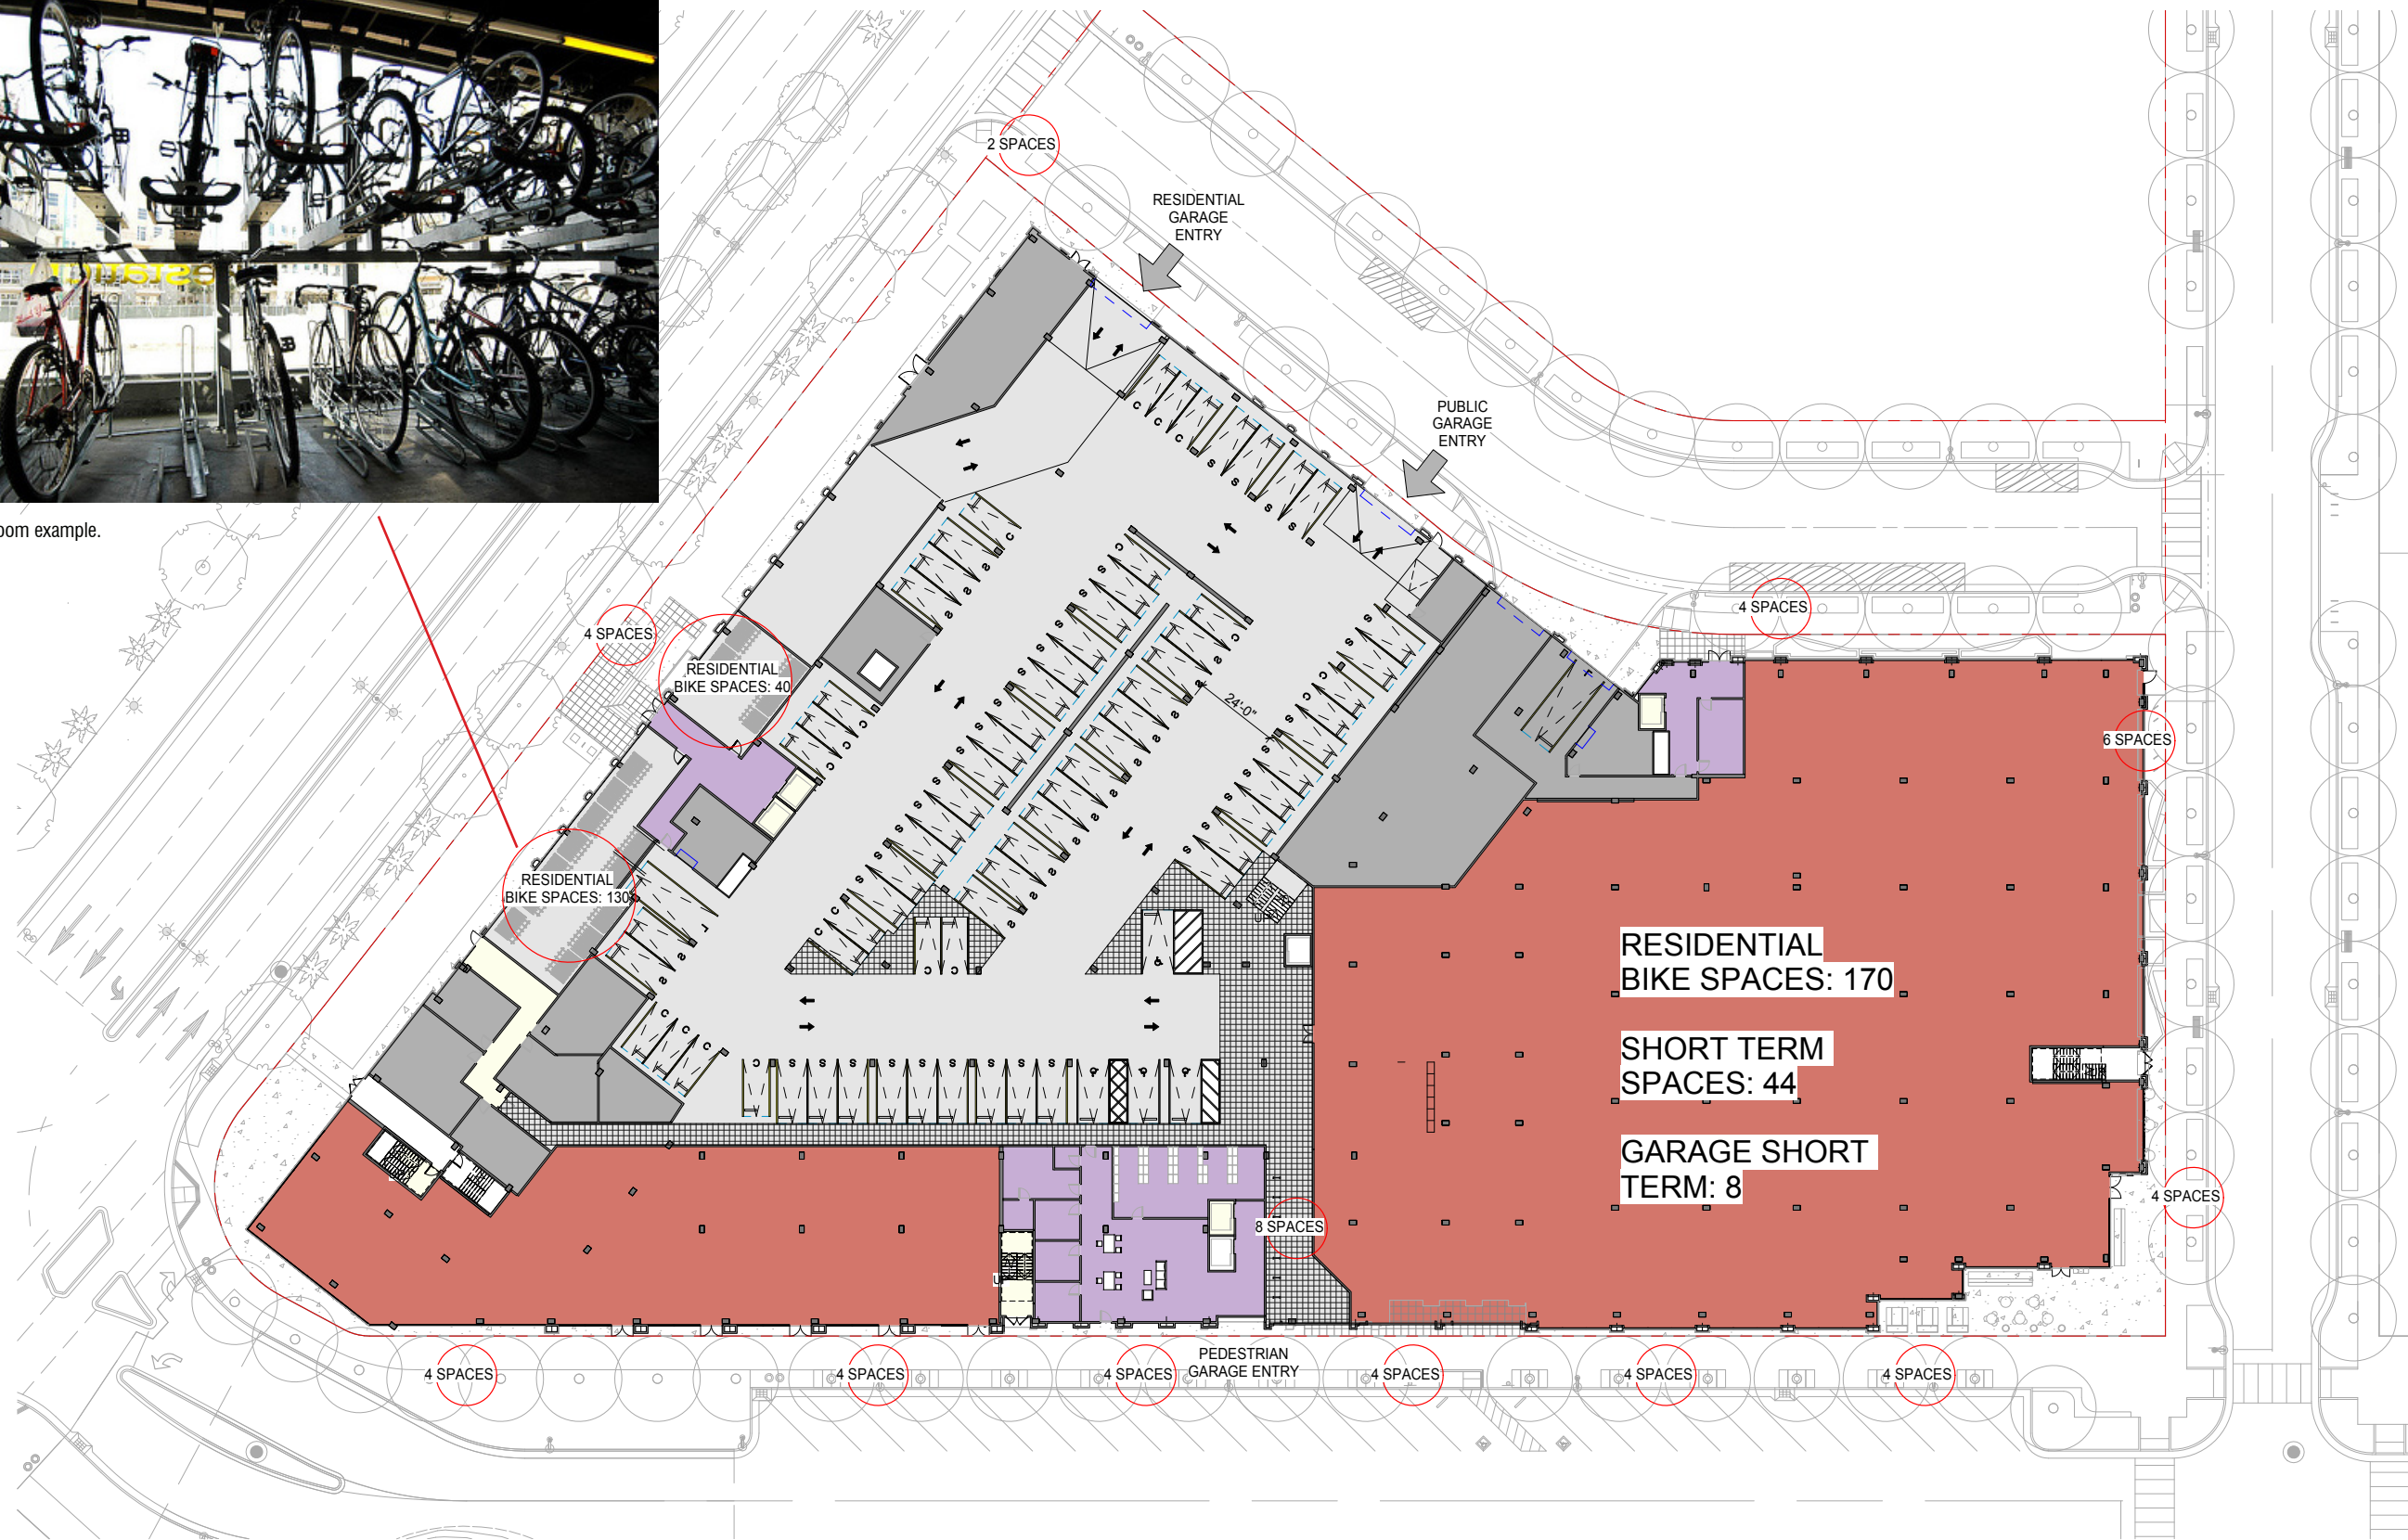 oom example.
2 SPACES
RESIDENTIAL
GARAGE
ENTRY
PUBLIC
GARAGE
ENTRY
4 SPACES
4 SPACES
RESIDENTIAL
BIKE SPACES: 40
24'-0"
6 SPACES
RESIDENTIAL
BIKE SPACES: 130
RESIDENTIAL
BIKE SPACES: 170
SHORT TERM
SPACES: 44
GARAGE SHORT
TERM: 8
4 SPACES
8 SPACES
PEDESTRIAN
GARAGE ENTRY
4 SPACES
4 SPACES
4 SPACES
4 SPACES
4 SPACES
4 SPACES